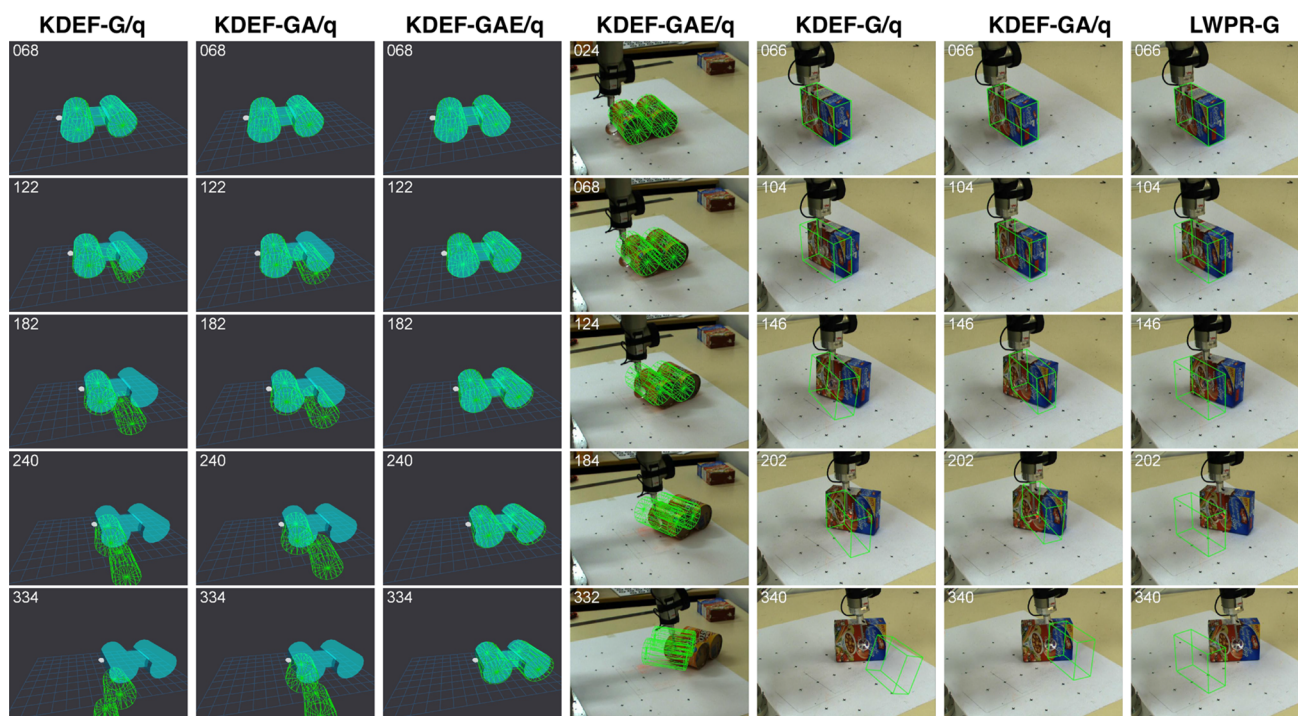 KDEF-G/q KDEF-GA/q KDEF-GAE/q KDEF-GAE/q KDEF-G/q KDEF-GA/q LWPR-G
068 068 068 024 066 066 066
122 122 122 068 104 104 104
182 182 182 124 146 146 146
240 240 240 184 202 202 202
334 334 334 332 340 340 340